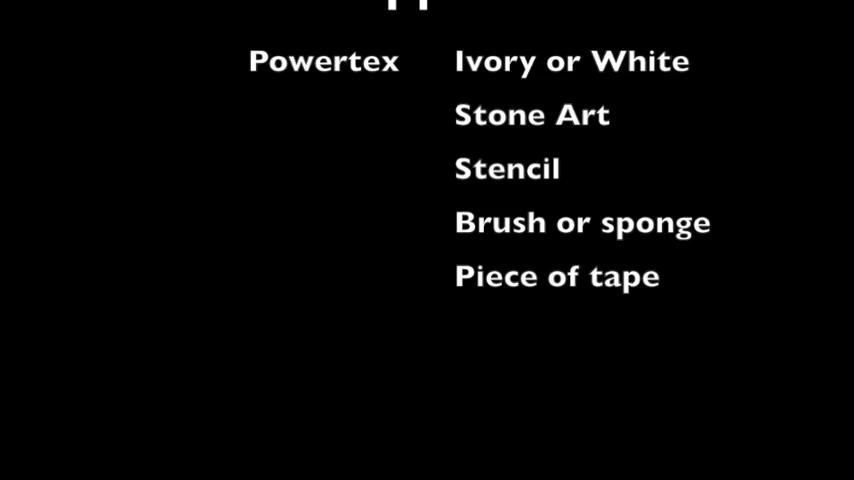 Powertex Ivory or White
Stone Art
Stencil
Brush or sponge
Piece of tape